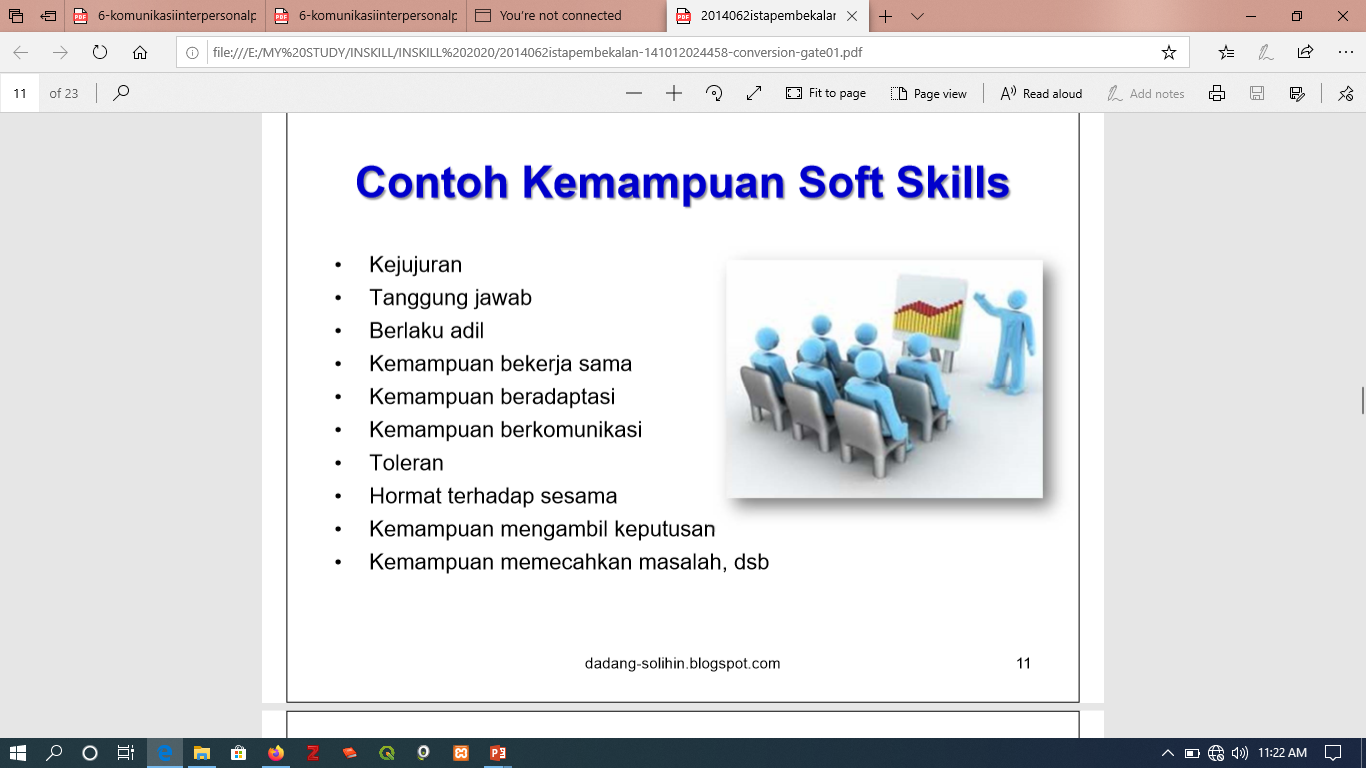 6-komunikasiinterpersonalp
6-komunikasiinterpersonalp
You're not connected
2014062istapembekalan
file:///E:/MY%20STUDY/INSKILL/INSKILL%202020/2014062istapembekalan-141012024458-conversion-gate01.pdf
11 of 23
Fit to page
Page view
Read aloud
Add notes
Contoh Kemampuan Soft Skills
• Kejujuran
• Tanggung jawab
• Berlaku adil
• Kemampuan bekerja sama
• Kemampuan beradaptasi
• Kemampuan berkomunikasi
• Toleran
• Hormat terhadap sesama
• Kemampuan mengambil keputusan
• Kemampuan memecahkan masalah, dsb
dadang-solihin.blogspot.com
11
11:22 AM